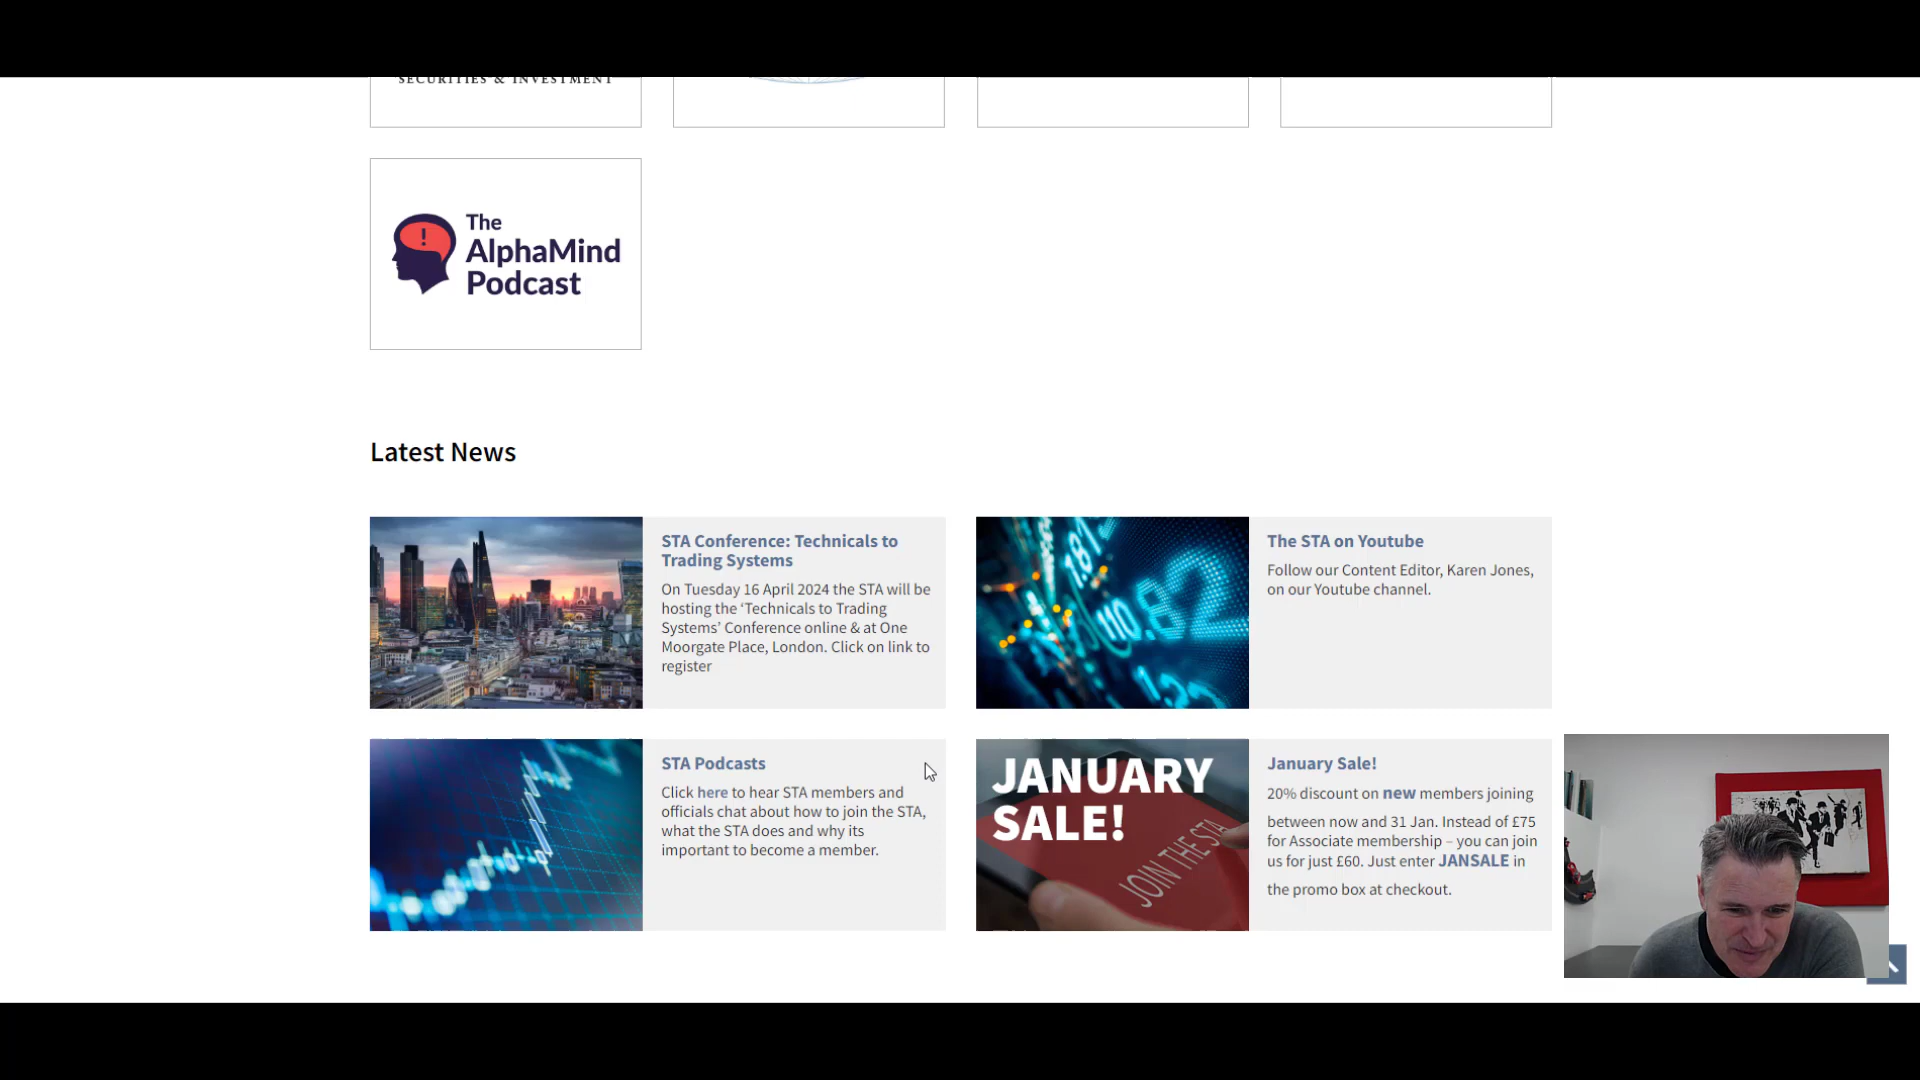 SECURITIES & INVESTMENT
The
AlphaMind
Podcast
Latest News
STA Conference: Technicals to
Trading Systems
On Tuesday 16 April 2024 the STA will be
hosting the ‘Technicals to Trading
Systems’ Conference online & at One
Moorgate Place, London. Click on link to
register
1.81
110.82
82
The STA on Youtube
Follow our Content Editor, Karen Jones,
on our Youtube channel.
STA Podcasts
Click here to hear STA members and
officials chat about how to join the STA,
what the STA does and why its
important to become a member.
JANUARY
SALE!
JOIN THE STA
January Sale!
20% discount on new members joining
between now and 31 Jan. Instead of £75
for Associate membership – you can join
us for just £60. Just enter JANSALE in
the promo box at checkout.